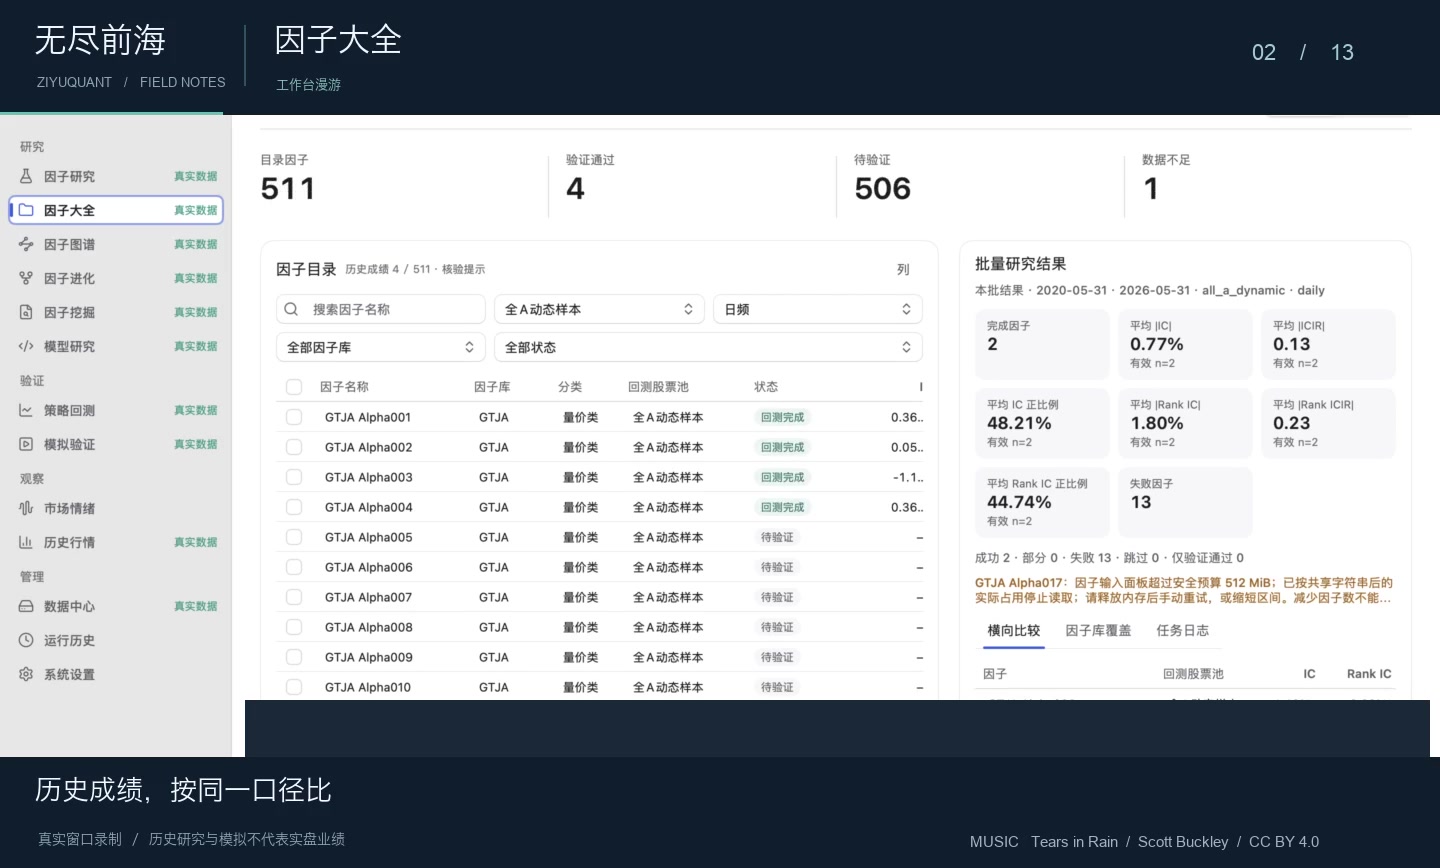 无尽前海
ZIYUQUANT / FIELD NOTES
因子大全
工作台漫游
02 / 13
研究
因子研究 真实数据
因子大全 真实数据
因子图谱 真实数据
因子进化 真实数据
因子挖掘 真实数据
模型研究 真实数据
验证
策略回测 真实数据
模拟验证 真实数据
观察
市场情绪
历史行情 真实数据
管理
数据中心 真实数据
运行历史
系统设置
目录因子 验证通过 待验证 数据不足
511 4 506 1
因子目录 历史成绩 4 / 511 · 核验提示 列
搜索因子名称 全A动态样本 日频
全部因子库 全部状态
因子名称 因子库 分类 回测股票池 状态 I
GTJA Alpha001 GTJA 量价类 全A动态样本 回测完成 0.36..
GTJA Alpha002 GTJA 量价类 全A动态样本 回测完成 0.05..
GTJA Alpha003 GTJA 量价类 全A动态样本 回测完成 -1.1..
GTJA Alpha004 GTJA 量价类 全A动态样本 回测完成 0.36..
GTJA Alpha005 GTJA 量价类 全A动态样本 待验证 –
GTJA Alpha006 GTJA 量价类 全A动态样本 待验证 –
GTJA Alpha007 GTJA 量价类 全A动态样本 待验证 –
GTJA Alpha008 GTJA 量价类 全A动态样本 待验证 –
GTJA Alpha009 GTJA 量价类 全A动态样本 待验证 –
GTJA Alpha010 GTJA 量价类 全A动态样本 待验证 –
批量研究结果
本批结果 · 2020-05-31 · 2026-05-31 · all_a_dynamic · daily
完成因子 平均 |IC| 平均 |ICIR|
2 0.77% 0.13
有效 n=2 有效 n=2
平均 IC 正比例 平均 |Rank IC| 平均 |Rank ICIR|
48.21% 1.80% 0.23
有效 n=2 有效 n=2 有效 n=2
平均 Rank IC 正比例 失败因子
44.74% 13
有效 n=2
成功 2 · 部分 0 · 失败 13 · 跳过 0 · 仅验证通过 0
GTJA Alpha017：因子输入面板超过安全预算 512 MiB；已按共享字符串后的
实际占用停止读取；请释放内存后手动重试，或缩短区间。减少因子数不能...
横向比较 因子库覆盖 任务日志
因子 回测股票池 IC Rank IC
历史成绩，按同一口径比
真实窗口录制 / 历史研究与模拟不代表实盘业绩
MUSIC Tears in Rain / Scott Buckley / CC BY 4.0